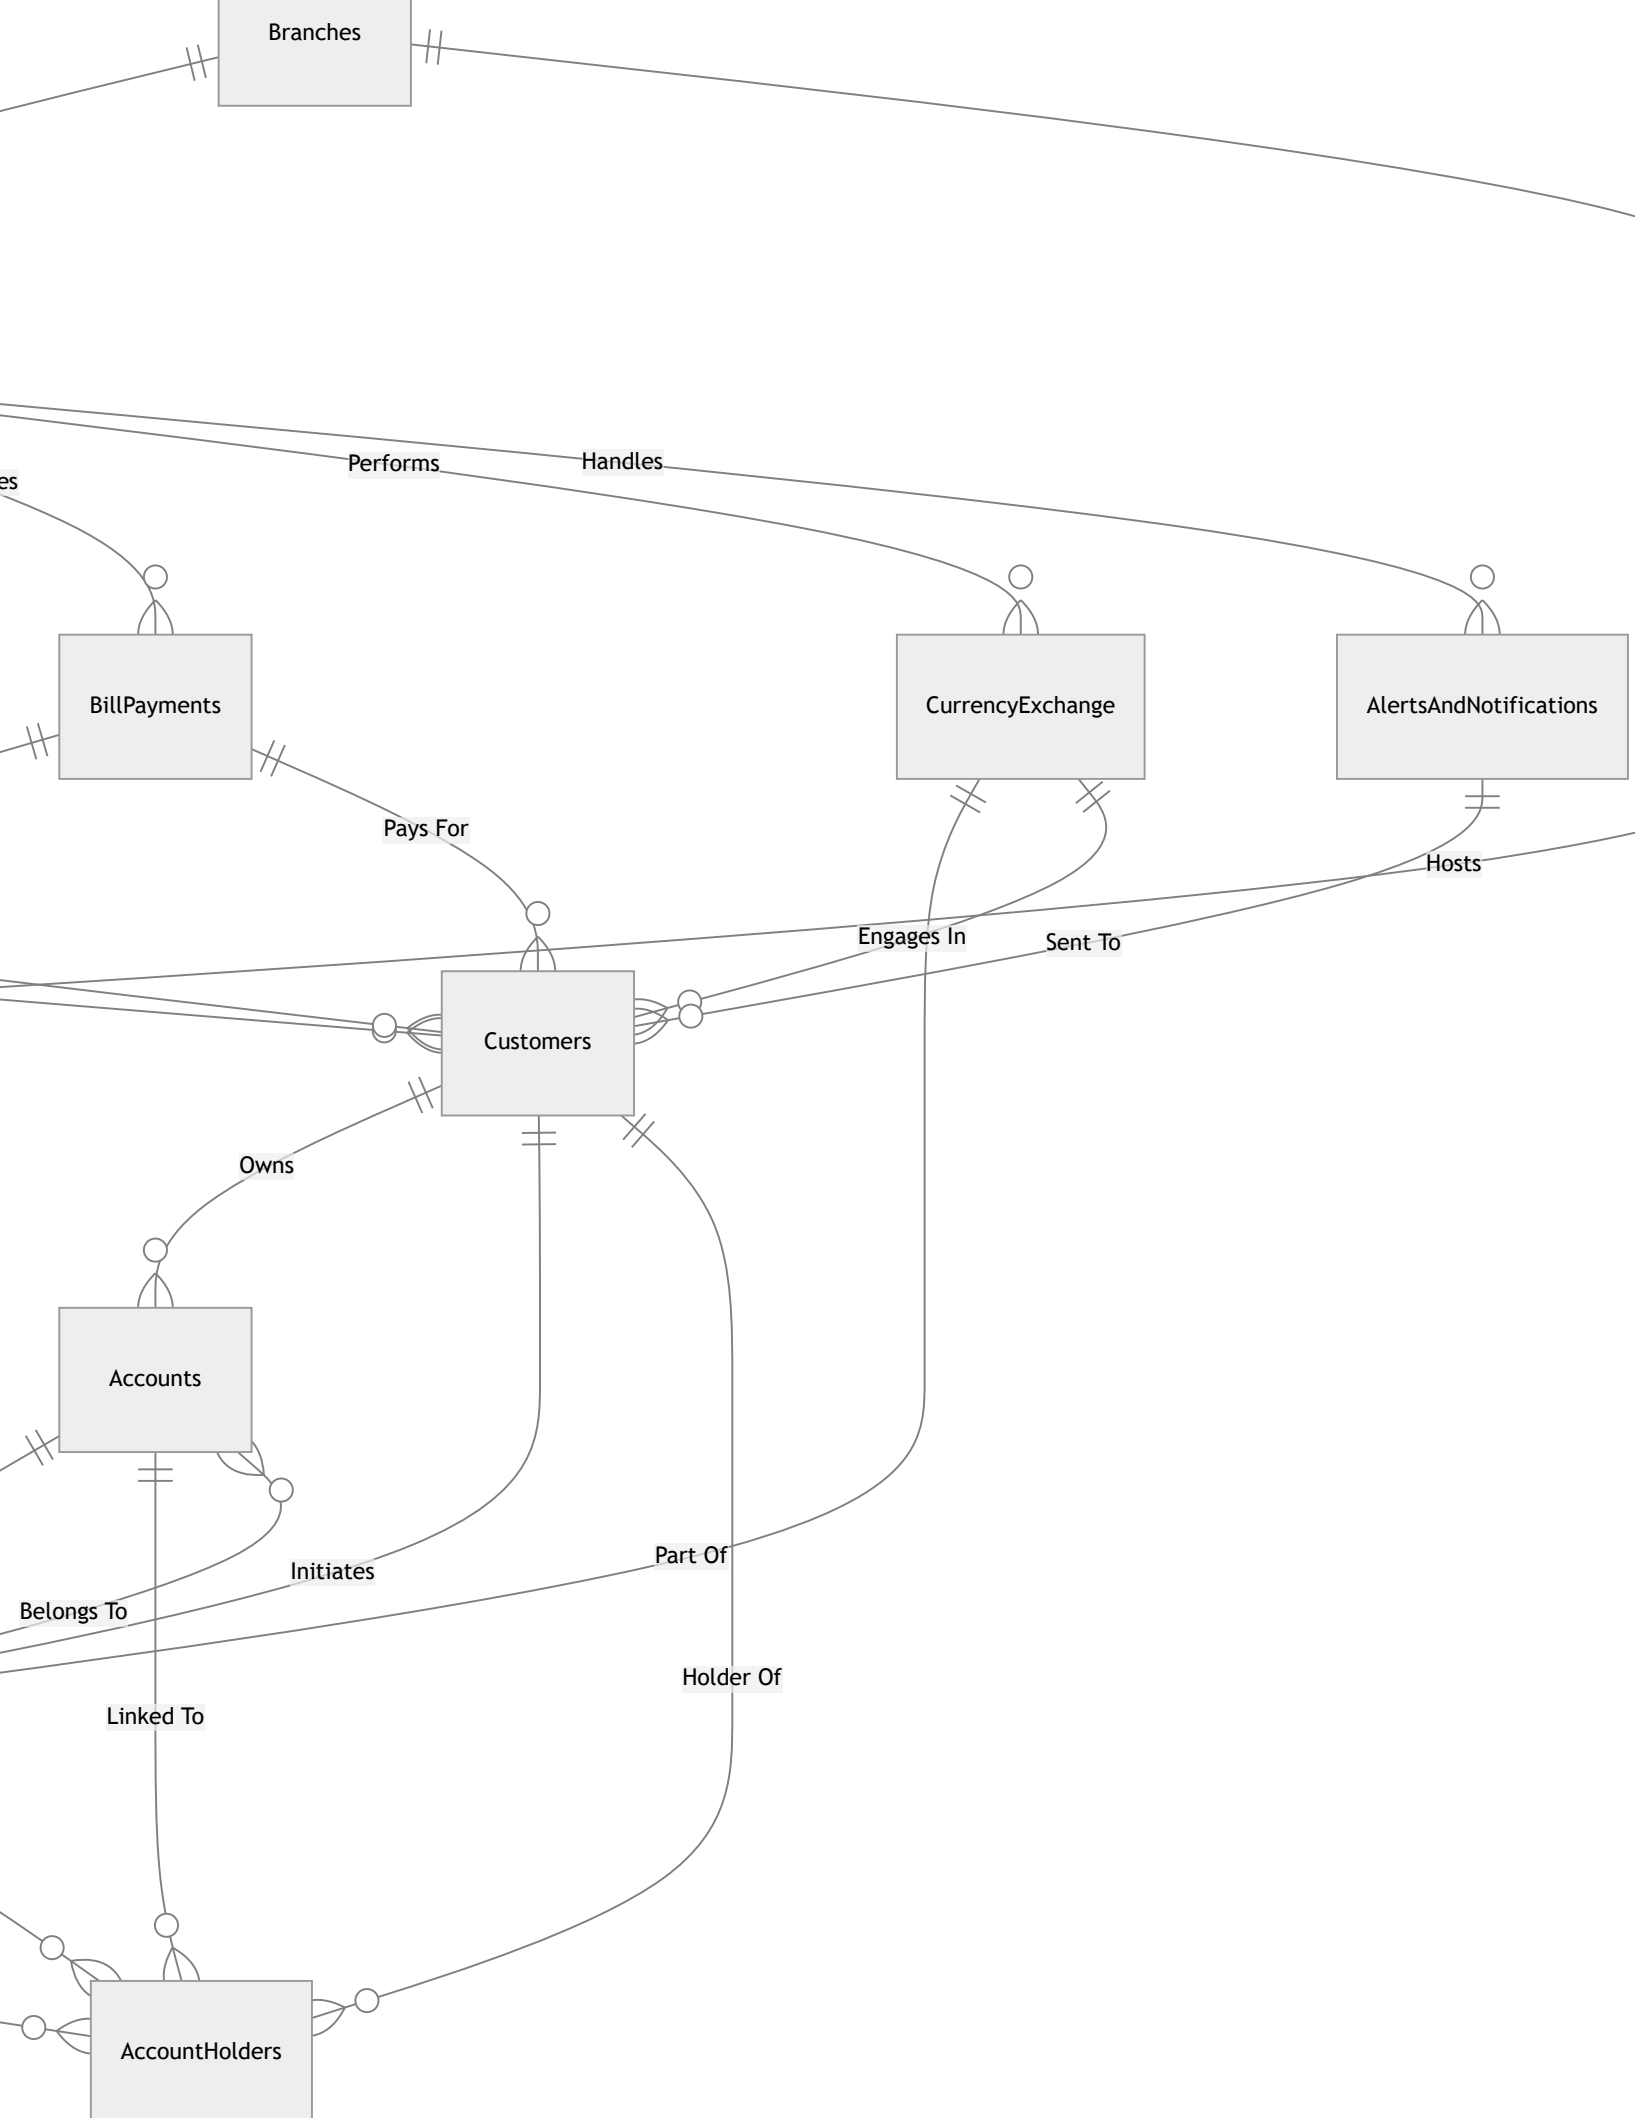 Branches
Performs
Handles
es
BillPayments
CurrencyExchange
AlertsAndNotifications
Pays For
Hosts
Engages In
Sent To
Customers
Owns
Accounts
Part Of
Initiates
Belongs To
Holder Of
Linked To
AccountHolders